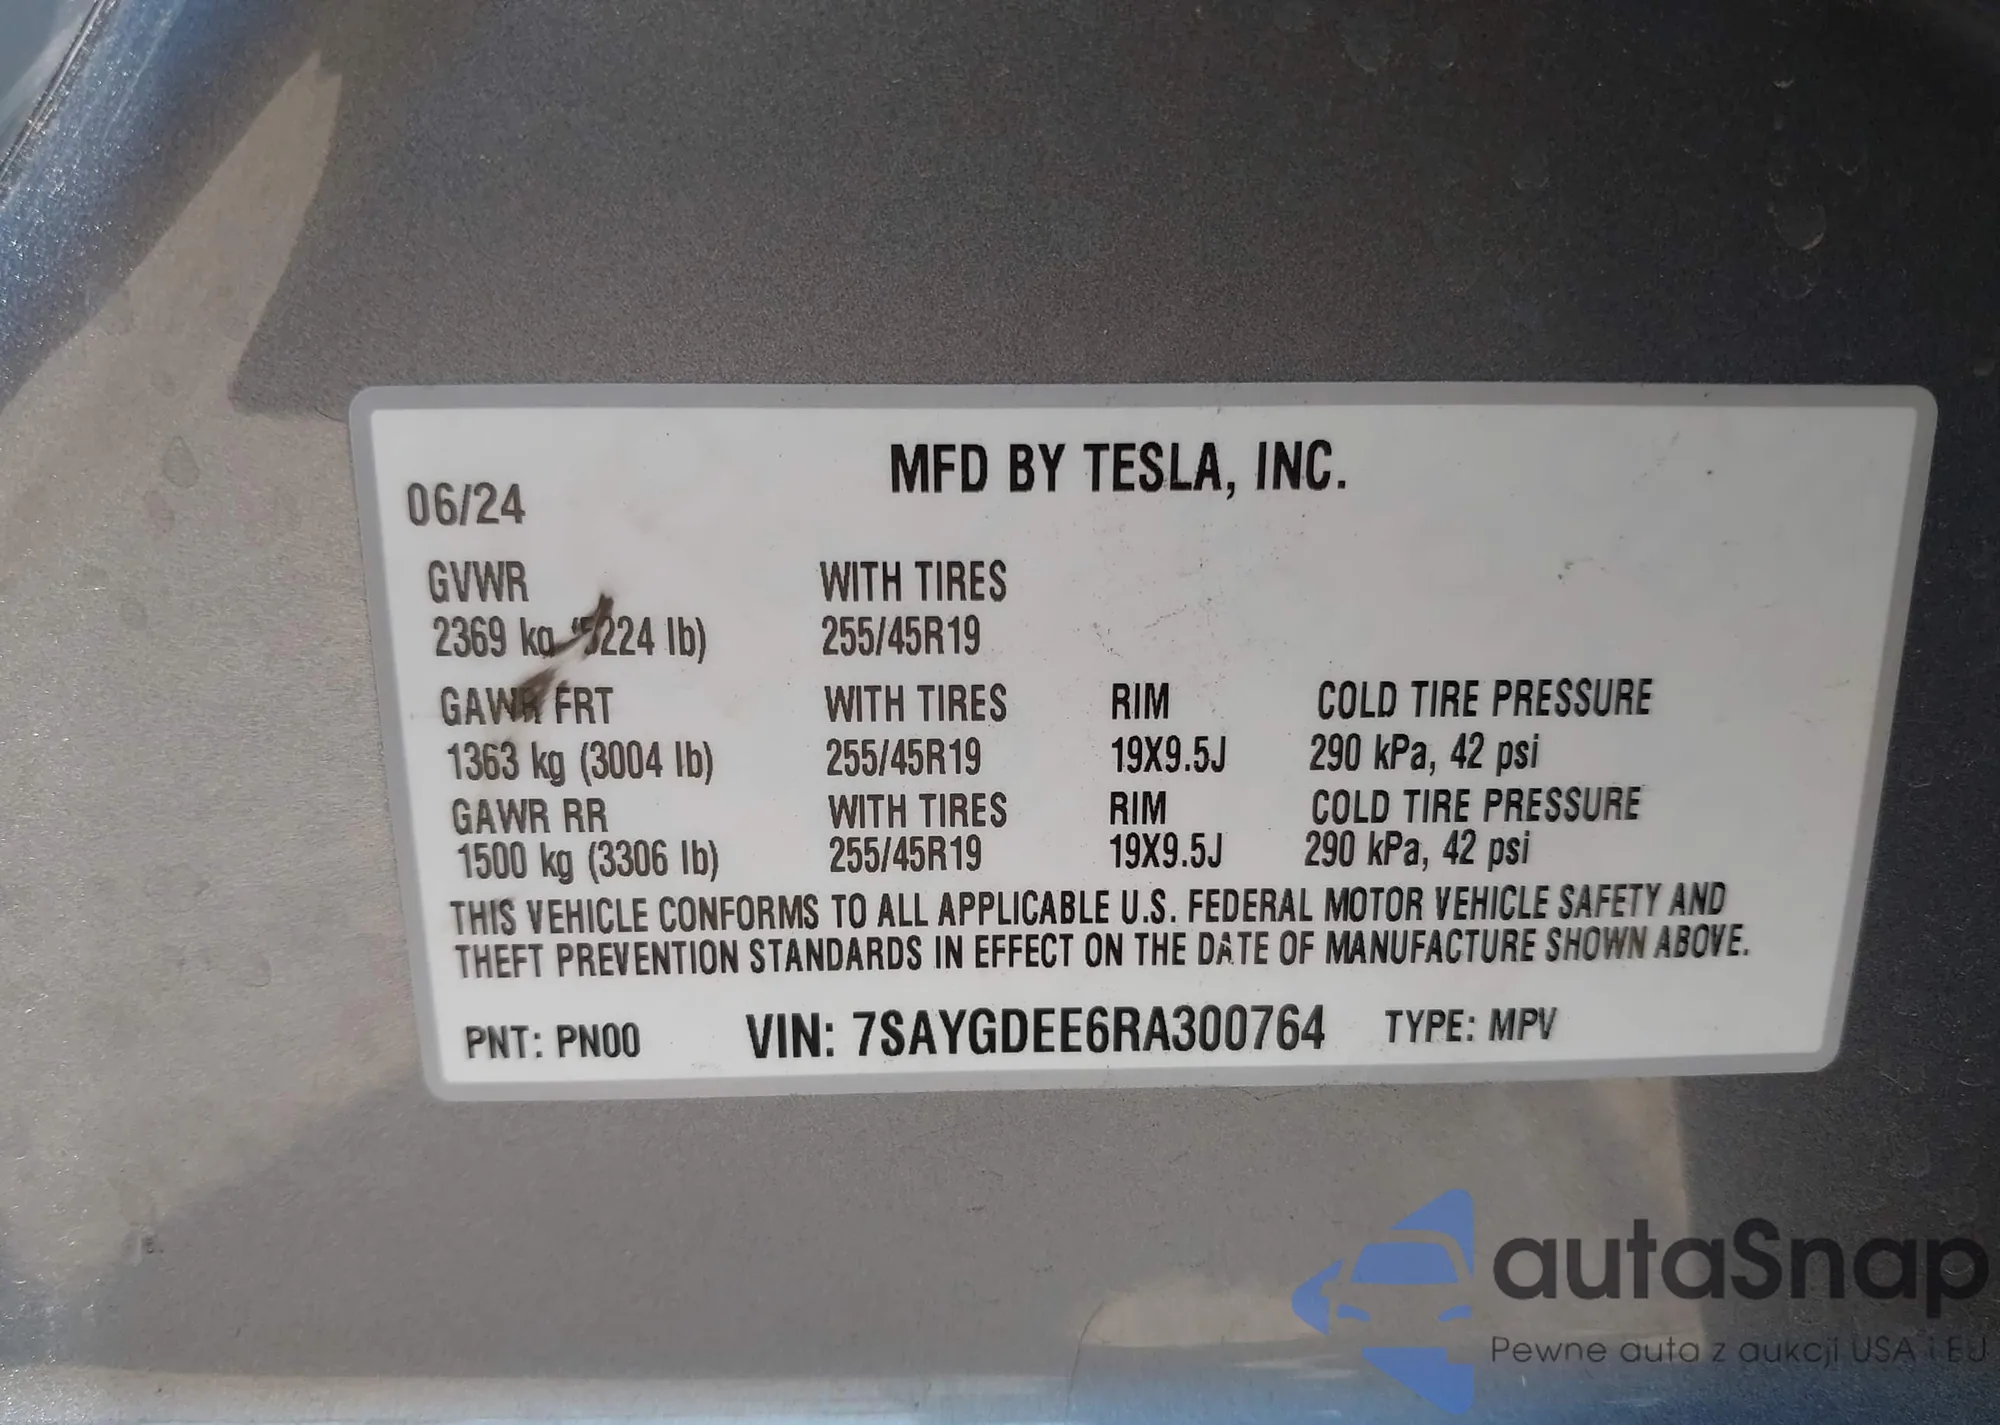 MFD BY TESLA, INC.
06/24
GVWR WITH TIRES
2369 kg (5224 lb) 255/45R19
GAWR FRT WITH TIRES RIM COLD TIRE PRESSURE
1363 kg (3004 lb) 255/45R19 19X9.5J 290 kPa, 42 psi
GAWR RR WITH TIRES RIM COLD TIRE PRESSURE
1500 kg (3306 lb) 255/45R19 19X9.5J 290 kPa, 42 psi
THIS VEHICLE CONFORMS TO ALL APPLICABLE U.S. FEDERAL MOTOR VEHICLE SAFETY AND
THEFT PREVENTION STANDARDS IN EFFECT ON THE DATE OF MANUFACTURE SHOWN ABOVE.
PNT: PN00 VIN: 7SAYGDEE6RA300764 TYPE: MPV
autaSnap
Pewne auta z aukcji USA i EU